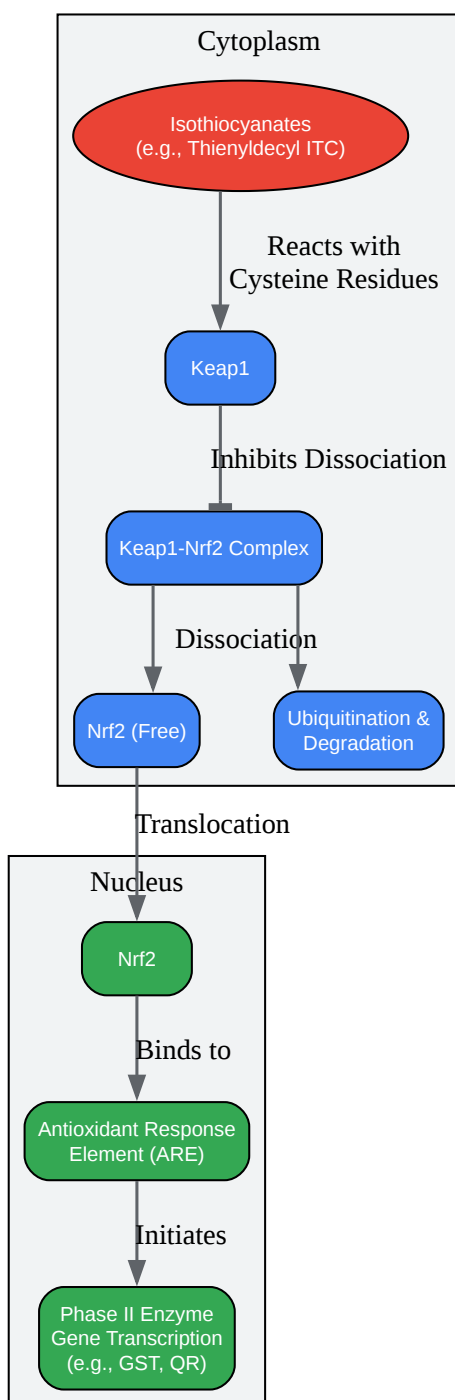 Cytoplasm
Isothiocyanates
(e.g., Thienyldecyl ITC)
Reacts with
Cysteine Residues
Keap1
Inhibits Dissociation
Keap1-Nrf2 Complex
Dissociation
Nrf2 (Free)
Ubiquitination &
Degradation
Translocation
Nucleus
Nrf2
Binds to
Antioxidant Response
Element (ARE)
Initiates
Phase II Enzyme
Gene Transcription
(e.g., GST, QR)